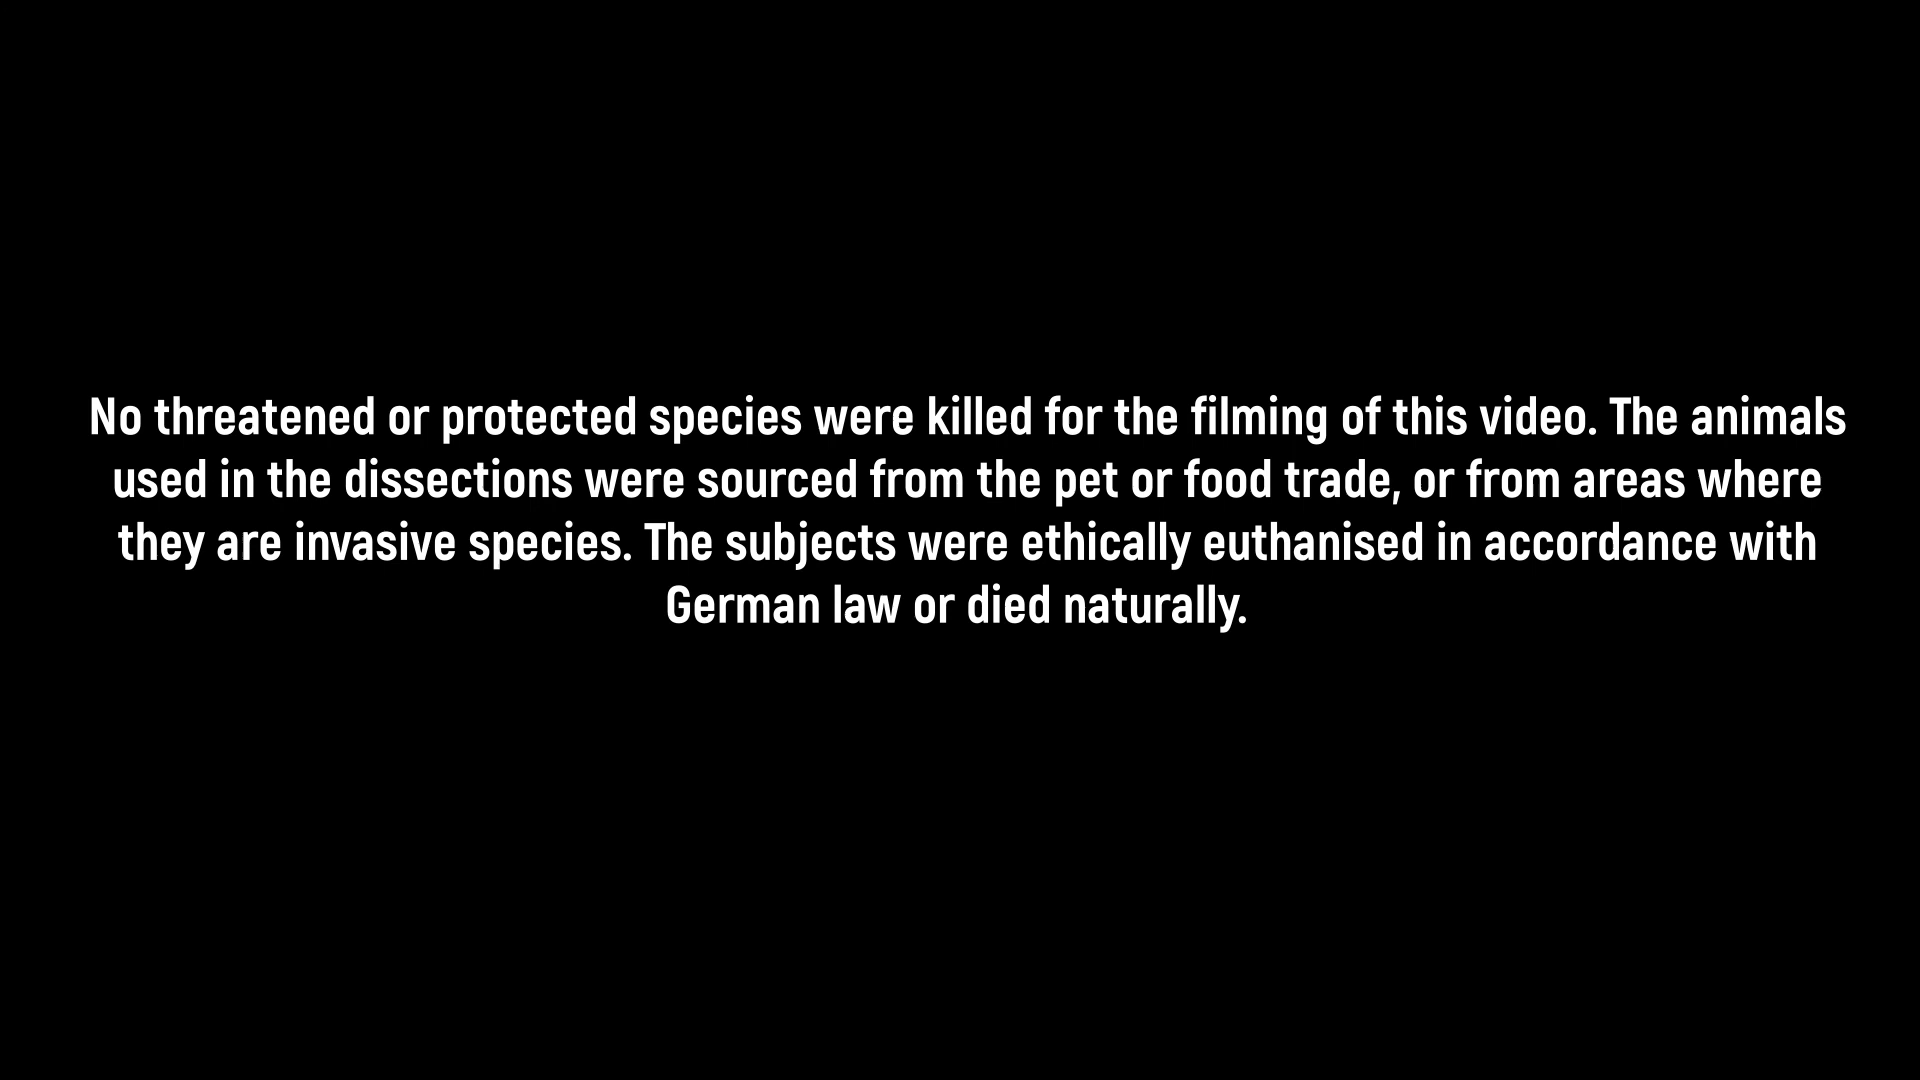 No threatened or protected species were killed for the filming of this video. The animals
used in the dissections were sourced from the pet or food trade, or from areas where
they are invasive species. The subjects were ethically euthanised in accordance with
German law or died naturally.